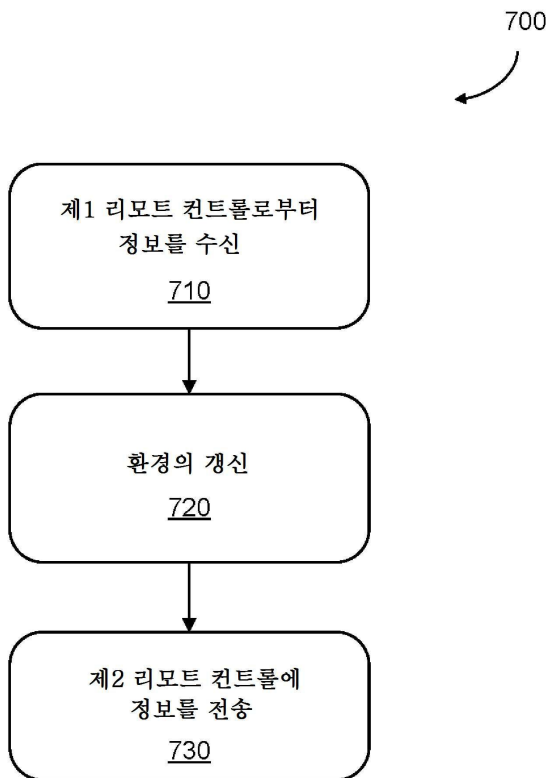 700
제1 리모트 컨트롤로부터
정보를 수신
710
환경의 갱신
720
제2 리모트 컨트롤에
정보를 전송
730